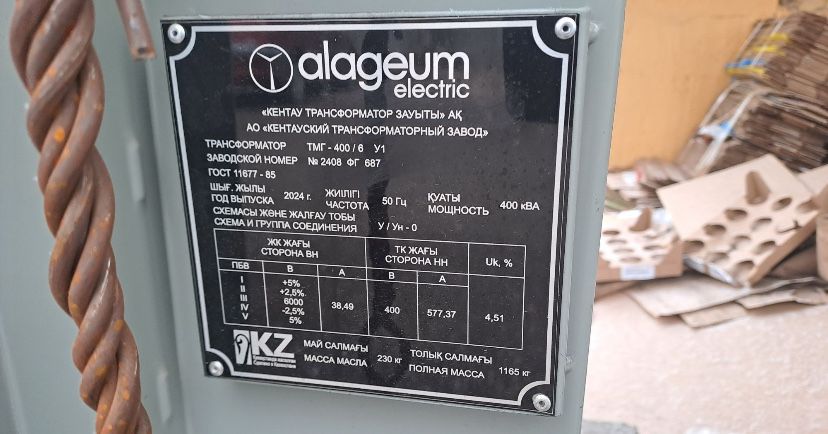 alageum
electric
«КЕНТАУ ТРАНСФОРМАТОР ЗАУЫТЫ» АҚ
АО «КЕНТАУСКИЙ ТРАНСФОРМАТОРНЫЙ ЗАВОД»
ТРАНСФОРМАТОР ТМГ - 400 / 6 У1
ЗАВОДСКОЙ НОМЕР № 2408 ФГ 687
ГОСТ 11677 - 85
ШЫҒ. ЖЫЛЫ ЖИІЛІГІ ҚУАТЫ
ГОД ВЫПУСКА 2024 г. ЧАСТОТА 50 Гц МОЩНОСТЬ 400 кВА
СХЕМАСЫ ЖӘНЕ ЖАЛҒАУ ТОБЫ
СХЕМА И ГРУППА СОЕДИНЕНИЯ У / Ун - 0
ЖК ЖАҒЫ ТК ЖАҒЫ
СТОРОНА ВН СТОРОНА НН Uk, %
ПБВ В А В А
I +5%
II +2,5%
III 6000 38,49 400 577,37 4,51
IV -2,5%
V 5%
KZ
Қазақстанда жасалған
Сделано в Казахстане
МАЙ САЛМАҒЫ ТОЛЫҚ САЛМАҒЫ
МАССА МАСЛА 230 кг ПОЛНАЯ МАССА 1165 кг